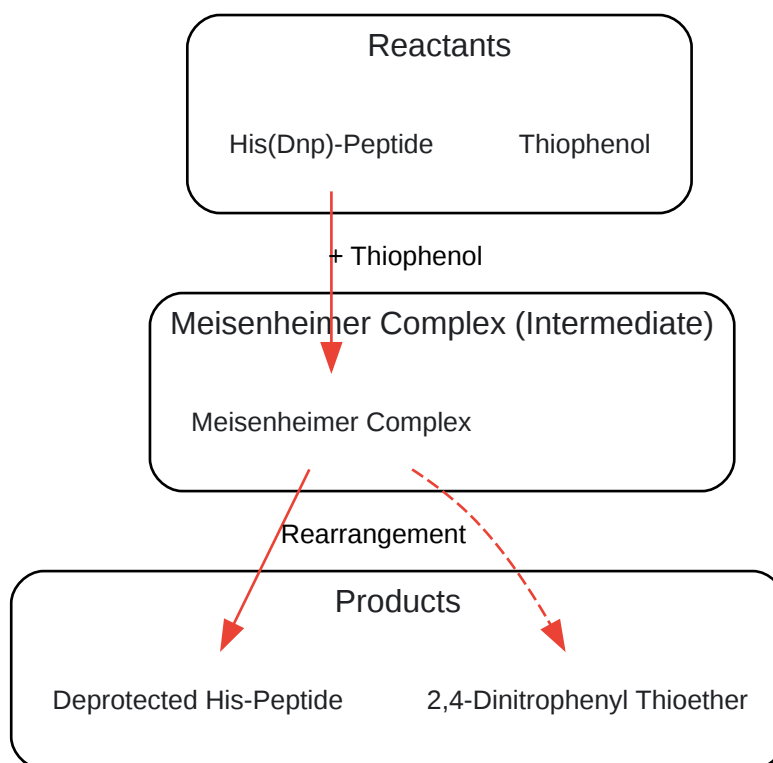 Reactants
His(Dnp)-Peptide
Thiophenol
+ Thiophenol
Meisenheimer Complex (Intermediate)
Meisenheimer Complex
Rearrangement
Products
Deprotected His-Peptide
2,4-Dinitrophenyl Thioether